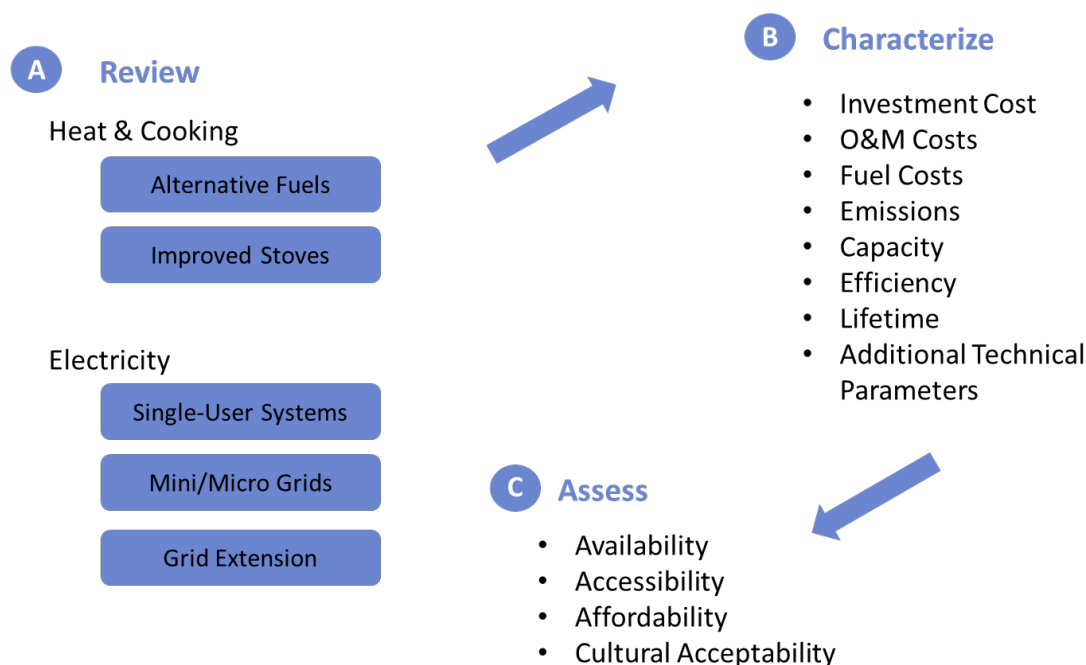 A Review
Heat & Cooking
Alternative Fuels
Improved Stoves
Electricity
Single-User Systems
Mini/Micro Grids
Grid Extension
B Characterize
• Investment Cost
• O&M Costs
• Fuel Costs
• Emissions
• Capacity
• Efficiency
• Lifetime
• Additional Technical
Parameters
C Assess
• Availability
• Accessibility
• Affordability
• Cultural Acceptability